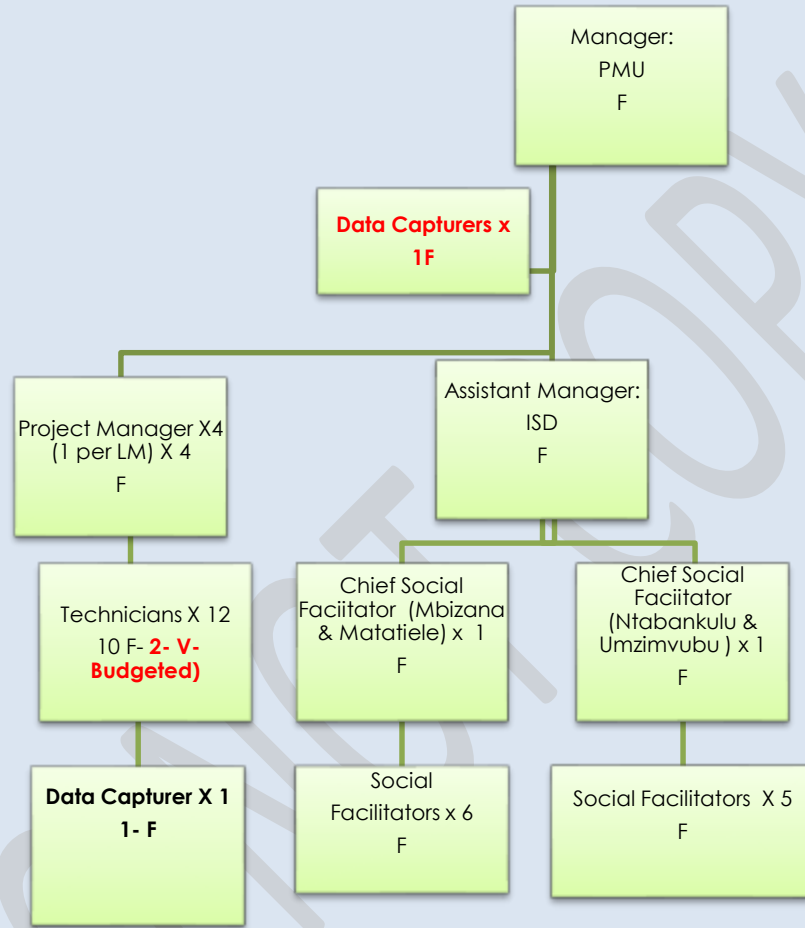 Manager:
PMU
F
Data Capturers x
1F
Project Manager X4
(1 per LM) X 4
F
Assistant Manager:
ISD
F
Technicians X 12
10 F- 2- V-
Budgeted)
Chief Social
Faciitator (Mbizana
& Matatiele) x 1
F
Chief Social
Faciitator
(Ntabankulu &
Umzimvubu ) x 1
F
Data Capturer X 1
1- F
Social
Facilitators x 6
F
Social Facilitators X 5
F